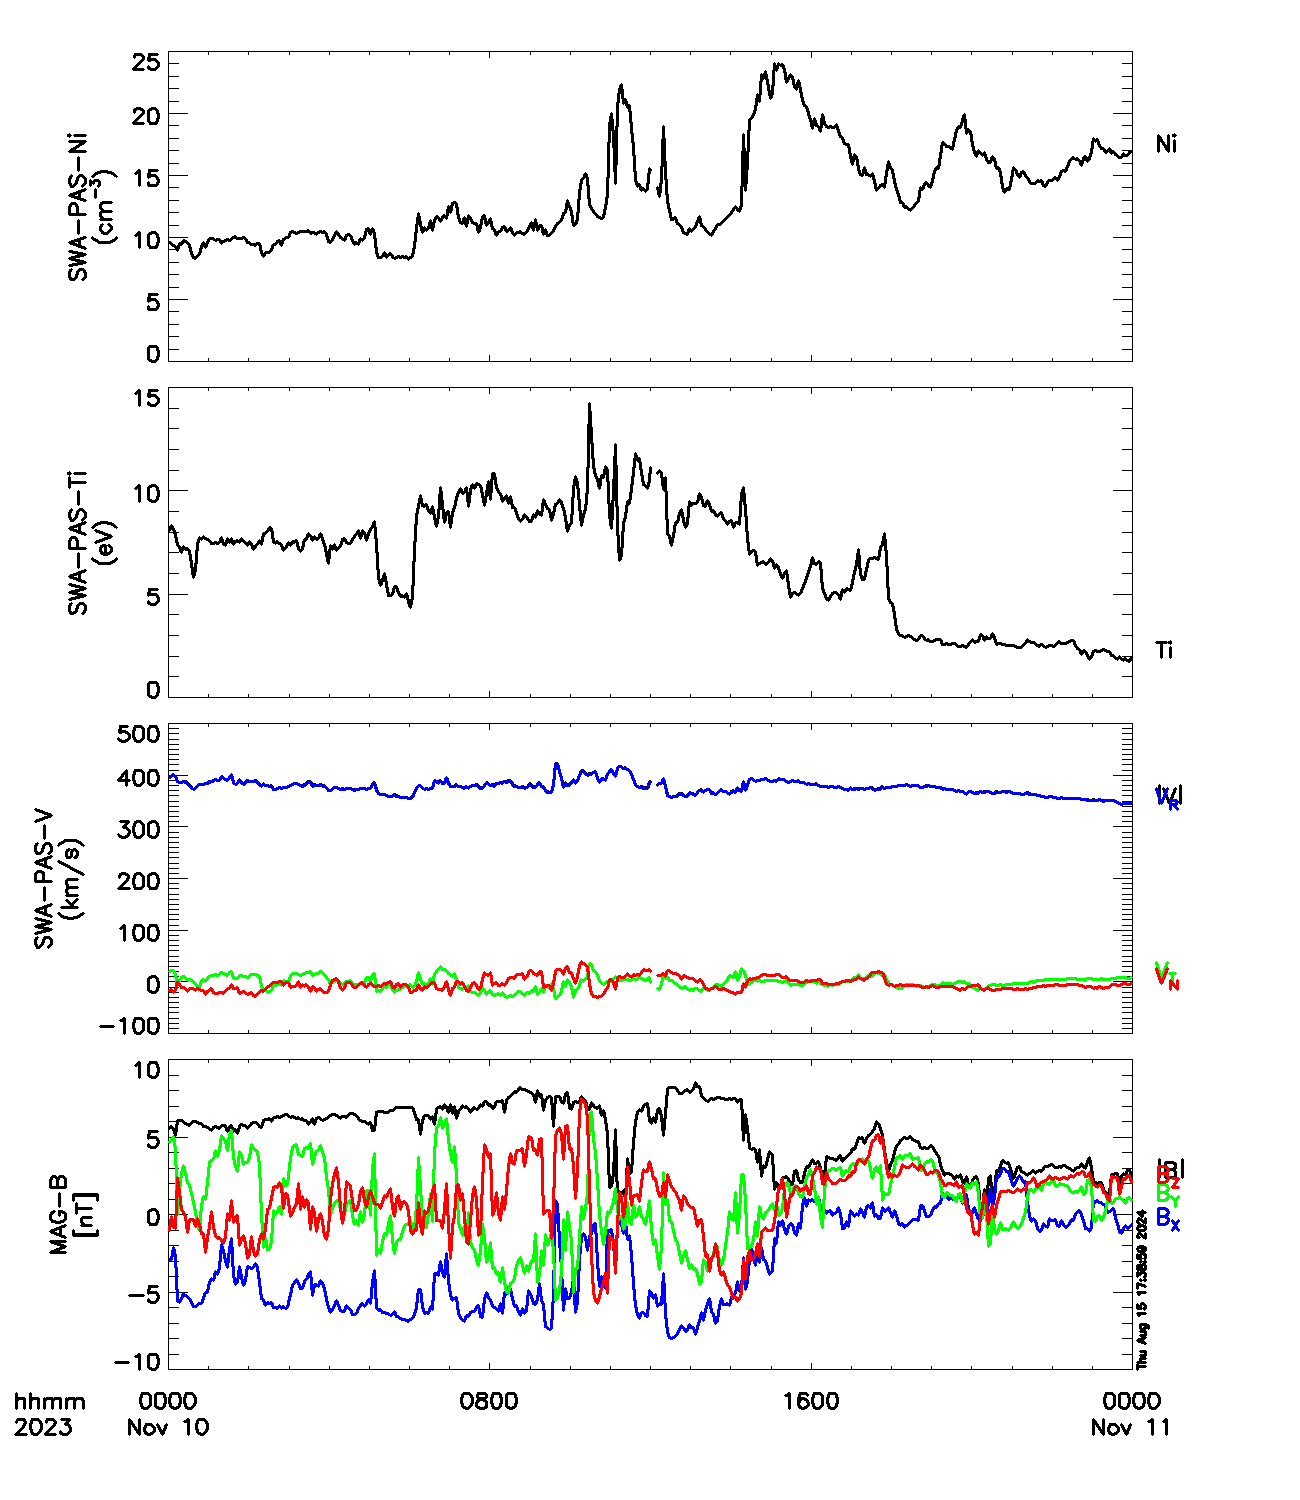 25
20
15
10
5
0
SWA-PAS-Ni
(cm-3)
Ni
15
10
5
0
SWA-PAS-Ti
(eV)
Ti
500
400
300
200
100
0
-100
SWA-PAS-V
(km/s)
|V|
VR
VT
VN
10
5
0
-5
-10
MAG-B
[nT]
|B|
BZ
BY
BX
Thu Aug 15 17:38:59 2024
hhmm 0000 0800 1600 0000
2023 Nov 10 Nov 11